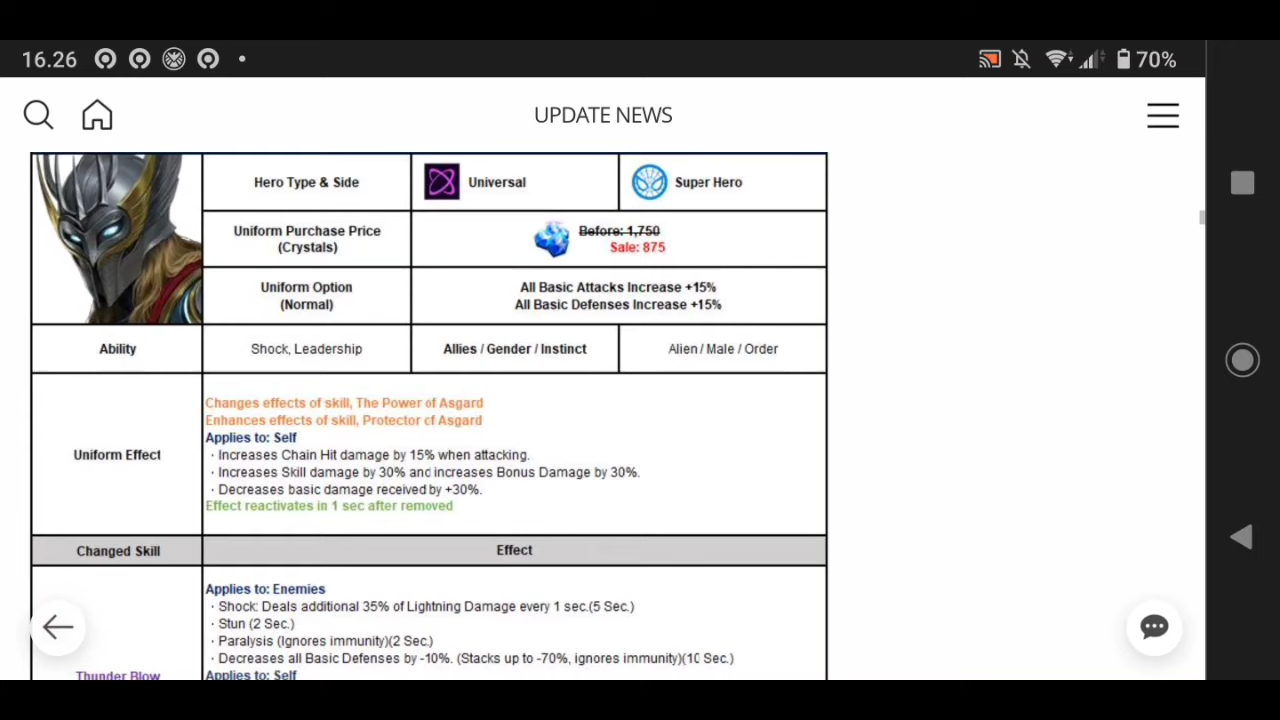 16.26
70%
UPDATE NEWS
Hero Type & Side
Universal
Super Hero
Uniform Purchase Price
(Crystals)
Before: 1,750
Sale: 875
Uniform Option
(Normal)
All Basic Attacks Increase +15%
All Basic Defenses Increase +15%
Ability
Shock, Leadership
Allies / Gender / Instinct
Alien / Male / Order
Uniform Effect
Changes effects of skill, The Power of Asgard
Enhances effects of skill, Protector of Asgard
Applies to: Self
· Increases Chain Hit damage by 15% when attacking.
· Increases Skill damage by 30% and increases Bonus Damage by 30%.
· Decreases basic damage received by +30%.
Effect reactivates in 1 sec after removed
Changed Skill
Effect
Applies to: Enemies
· Shock: Deals additional 35% of Lightning Damage every 1 sec.(5 Sec.)
· Stun (2 Sec.)
· Paralysis (Ignores immunity)(2 Sec.)
· Decreases all Basic Defenses by -10%. (Stacks up to -70%, ignores immunity)(10 Sec.)
Thunder Blow
Applies to: Self